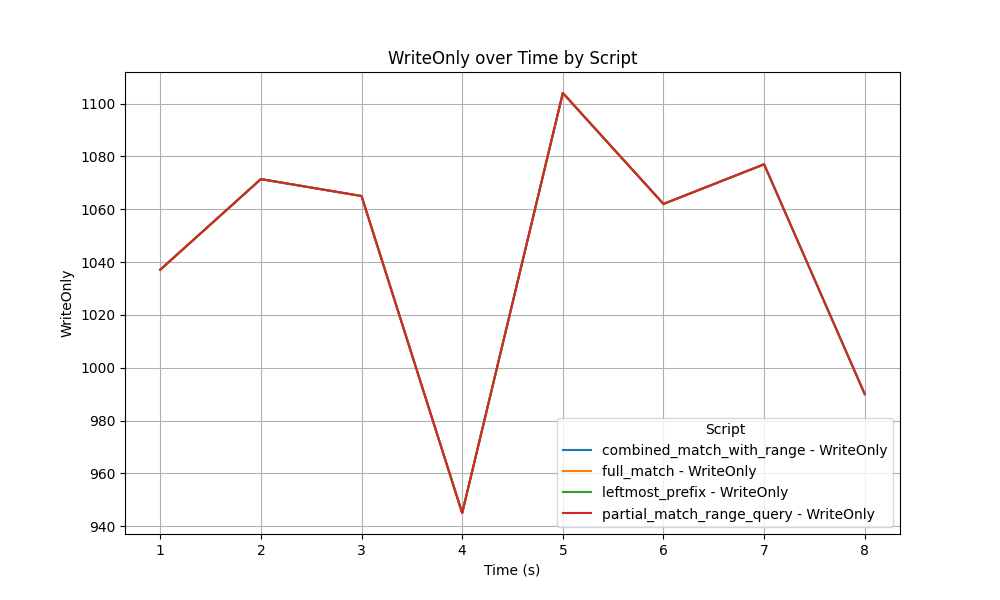 WriteOnly over Time by Script
WriteOnly
1100
1080
1060
1040
1020
1000
980
960
940
1 2 3 4 5 6 7 8
Time (s)
Script
combined_match_with_range - WriteOnly
full_match - WriteOnly
leftmost_prefix - WriteOnly
partial_match_range_query - WriteOnly